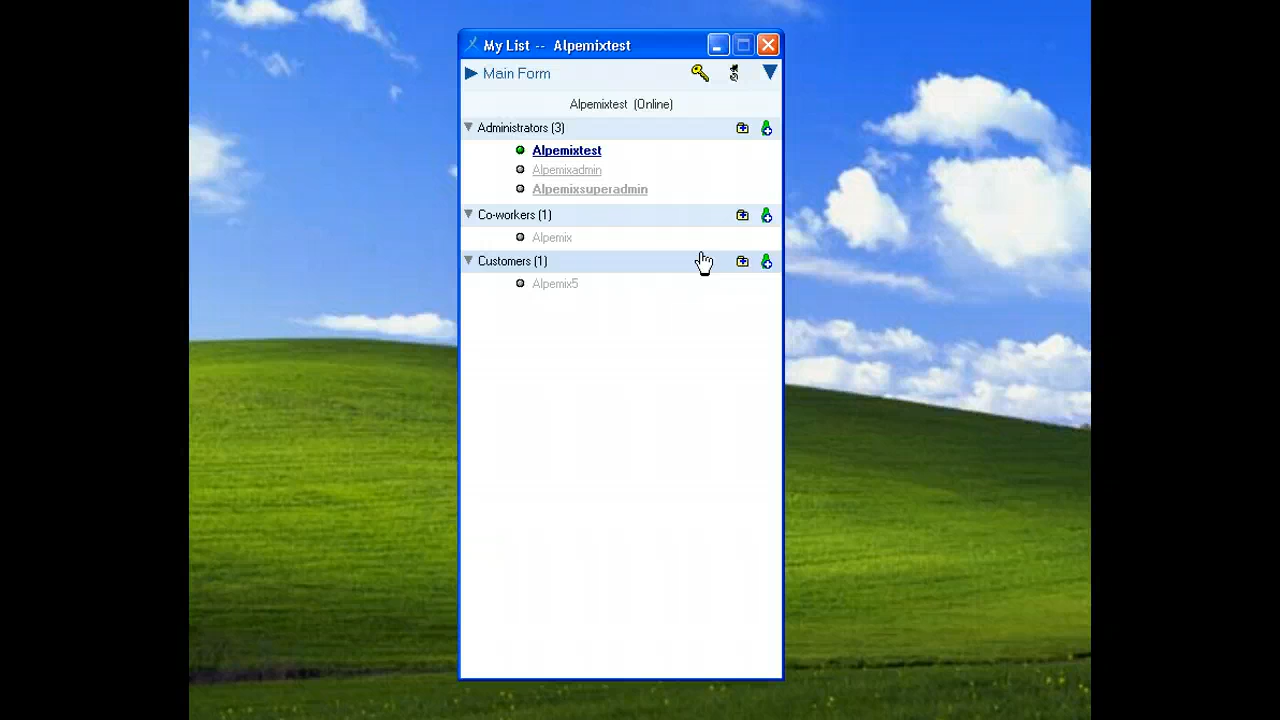 My List -- Alpemixtest
Main Form
Alpemixtest (Online)
Administrators (3)
Alpemixtest
Alpemixadmin
Alpemixsuperadmin
Co-workers (1)
Alpemix
Customers (1)
Alpemix5